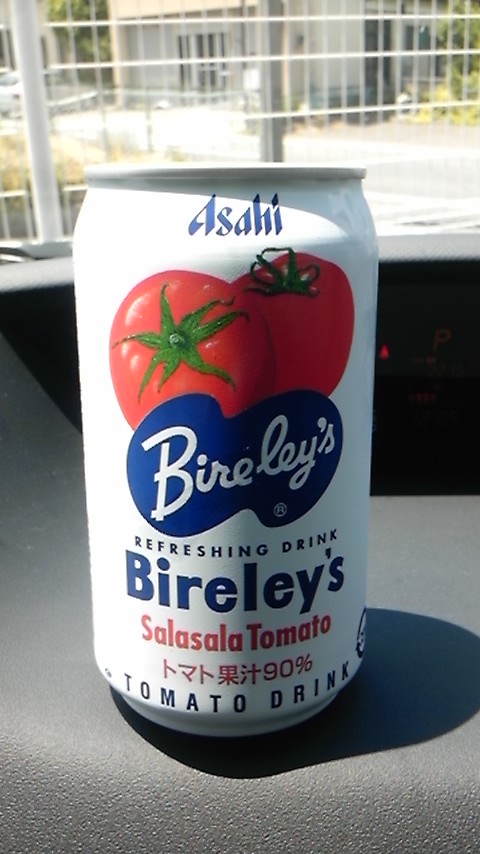 Asahi
Bireley's
®
REFRESHING DRINK
Bireley's
Salasala Tomato
トマト果汁90%
TOMATO DRINK
P